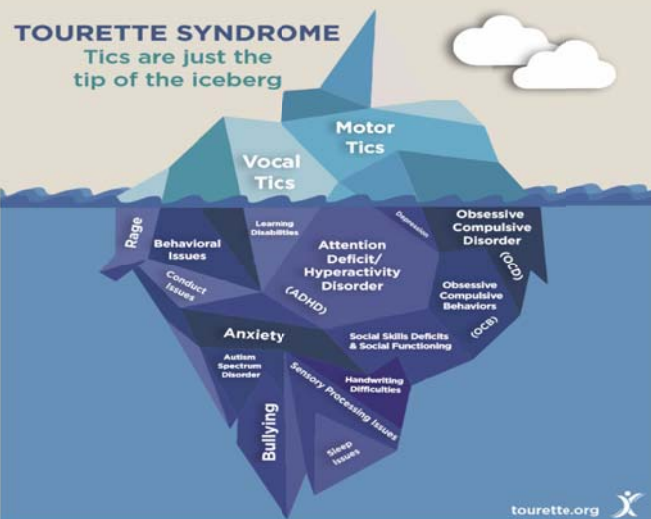 TOURETTE SYNDROME
Tics are just the
tip of the iceberg
Motor
Tics
Vocal
Tics
Rage
Behavioral
Issues
Learning
Disabilities
Attention
Deficit/
Hyperactivity
Disorder
(ADHD)
Depression
Obsessive
Compulsive
Disorder
(OCD)
Conduct
Issues
Obsessive
Compulsive
Behaviors
(OCB)
Anxiety
Social Skills Deficits
& Social Functioning
Autism
Spectrum
Disorder
Sensory Processing Issues
Handwriting
Difficulties
Bullying
Sleep
Issues
tourette.org